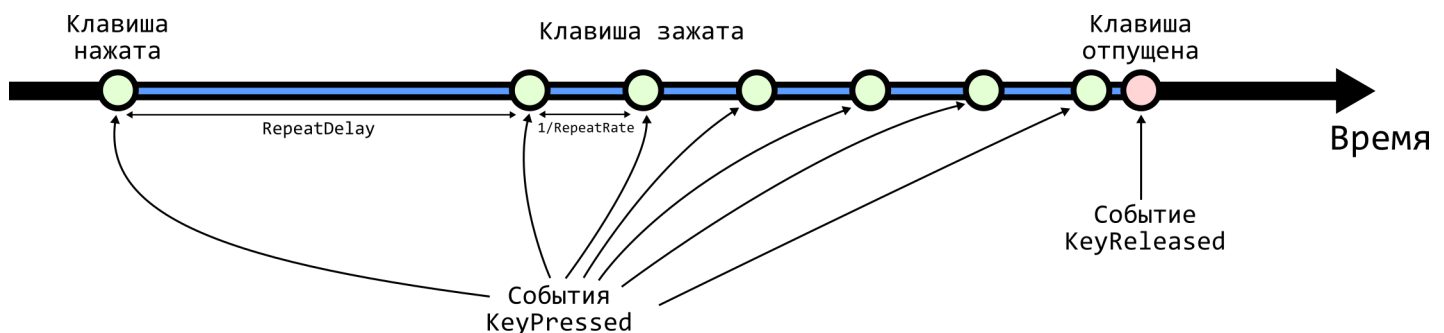 Клавиша
нажата
Клавиша зажата
Клавиша
отпущена
RepeatDelay
1/RepeatRate
Время
Событие
KeyReleased
События
KeyPressed